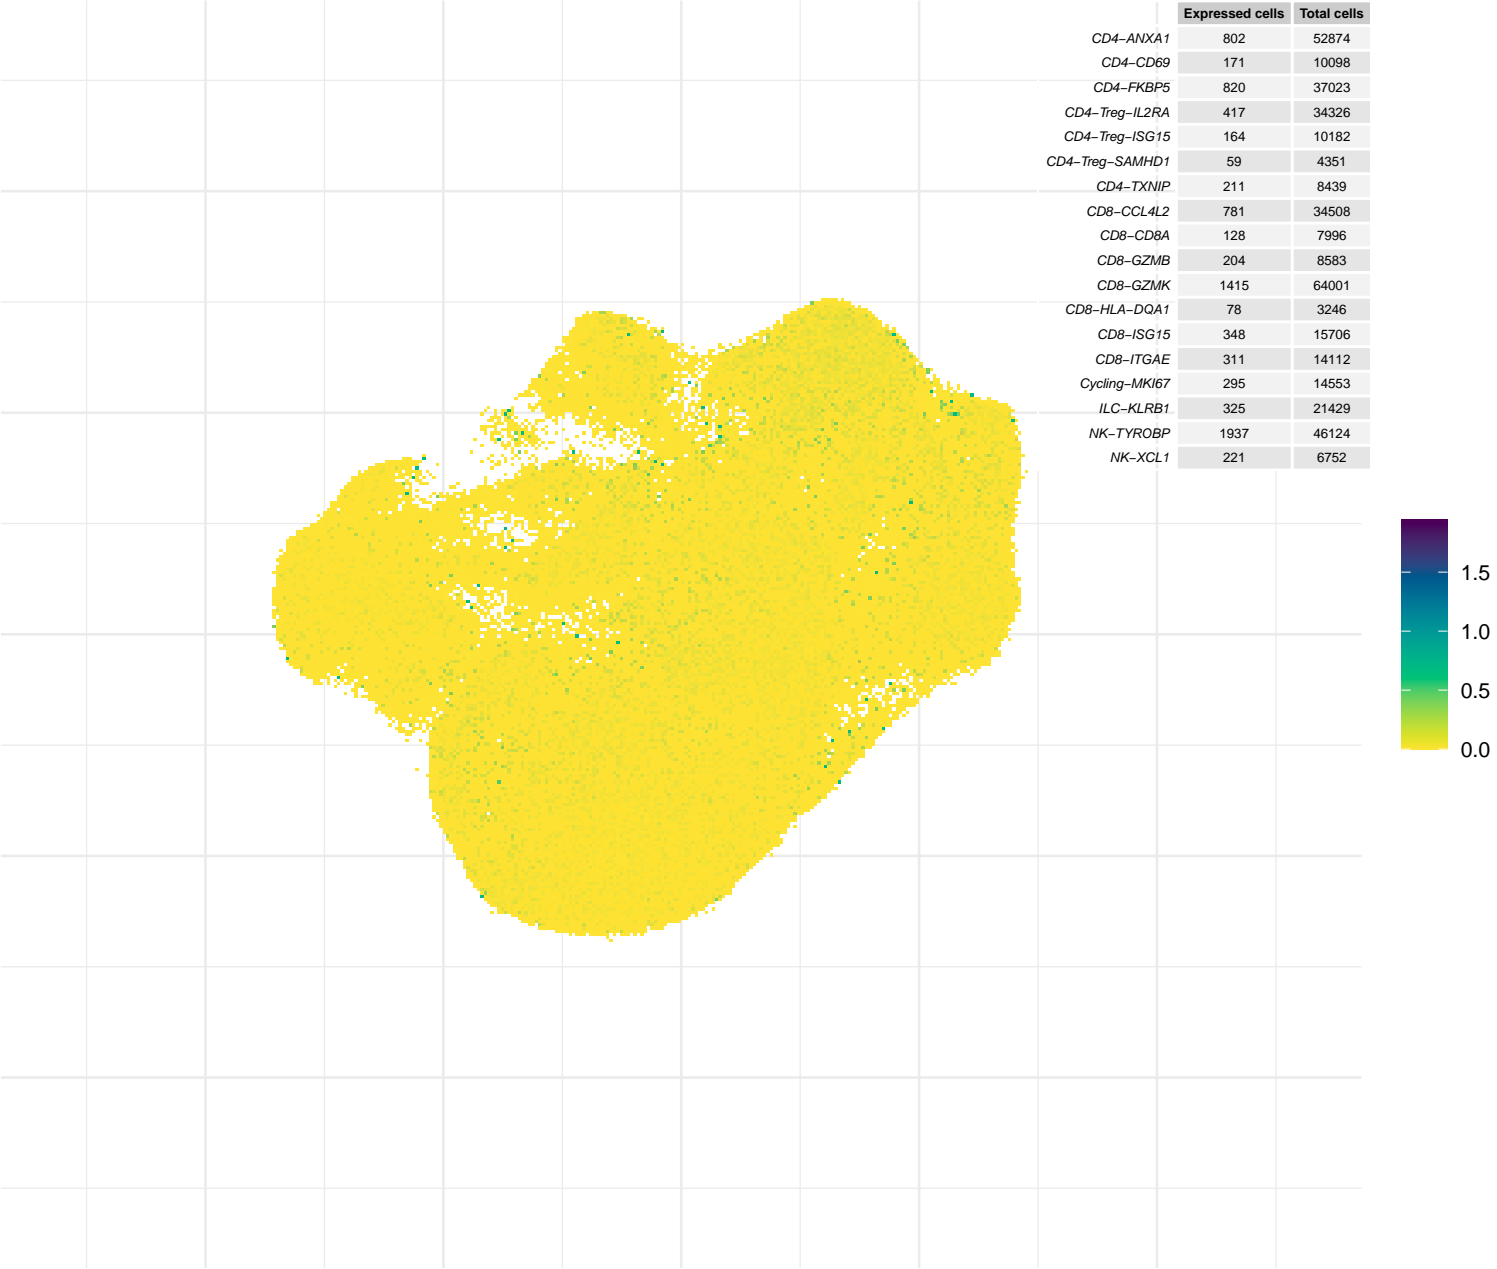 Expressed cells Total cells
CD4−ANXA1 802 52874
CD4−CD69 171 10098
CD4−FKBP5 820 37023
CD4−Treg−IL2RA 417 34326
CD4−Treg−ISG15 164 10182
CD4−Treg−SAMHD1 59 4351
CD4−TXNIP 211 8439
CD8−CCL4L2 781 34508
CD8−CD8A 128 7996
CD8−GZMB 204 8583
CD8−GZMK 1415 64001
CD8−HLA−DQA1 78 3246
CD8−ISG15 348 15706
CD8−ITGAE 311 14112
Cycling−MKI67 295 14553
ILC−KLRB1 325 21429
NK−TYROBP 1937 46124
NK−XCL1 221 6752
1.5
1.0
0.5
0.0